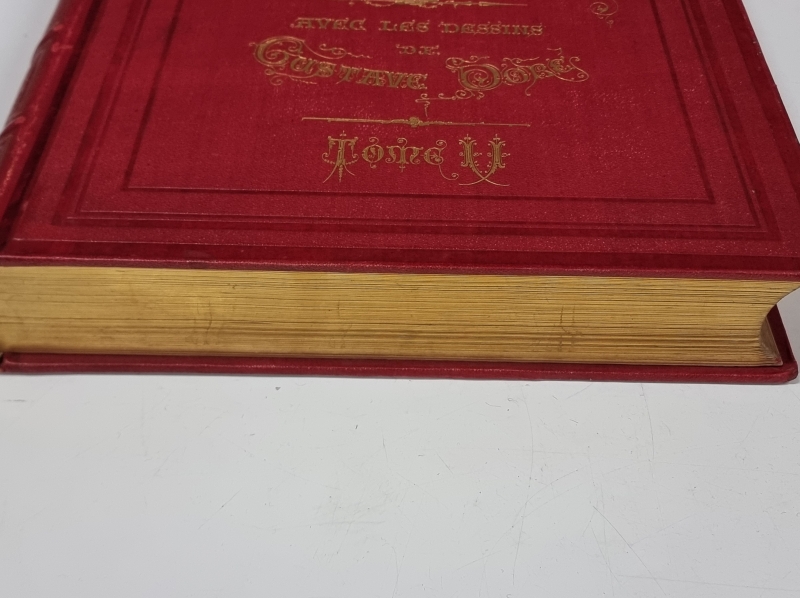 AVEC LES DESSINS
DE
GUSTAVE DORÉ
TOME II